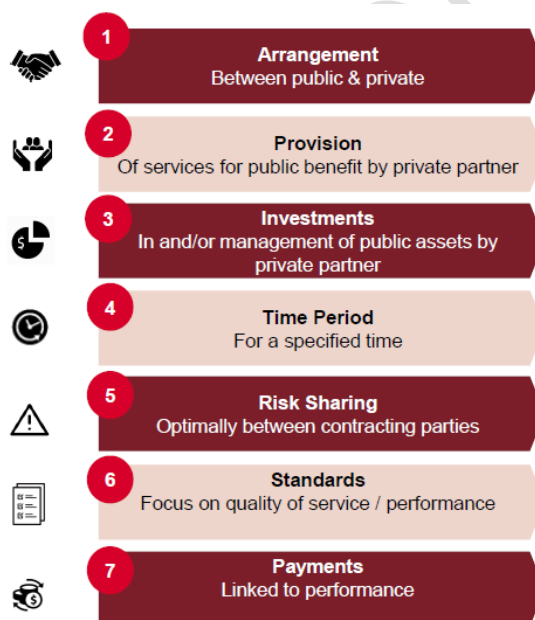 1
Arrangement
Between public & private
2
Provision
Of services for public benefit by private partner
3
Investments
In and/or management of public assets by
private partner
4
Time Period
For a specified time
5
Risk Sharing
Optimally between contracting parties
6
Standards
Focus on quality of service / performance
7
Payments
Linked to performance